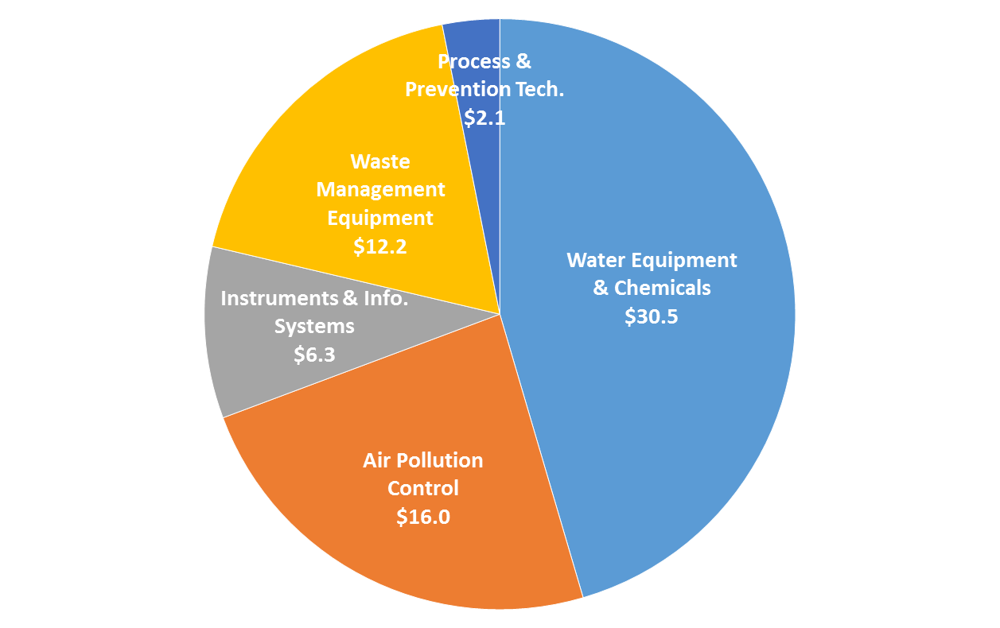 Process &
Prevention Tech.
$2.1
Waste
Management
Equipment
$12.2
Water Equipment
& Chemicals
$30.5
Instruments & Info.
Systems
$6.3
Air Pollution
Control
$16.0